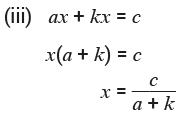 (iii) ax + kx = c
x(a + k) = c
x = c / (a + k)